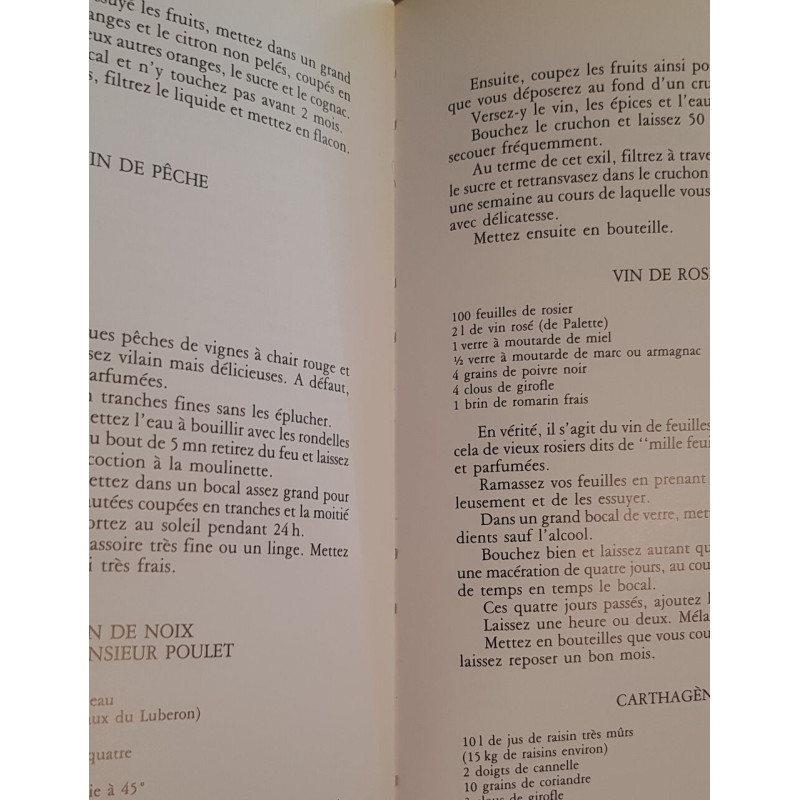 les fruits, mettez dans un grand
et le citron non pelés, coupés en
autres oranges, le sucre et le cognac.
et n'y touchez pas avant 2 mois.
filtrez le liquide et mettez en flacon.
IN DE PÊCHE
ues pêches de vignes à chair rouge et
sez vilain mais délicieuses. A défaut,
arfumées.
tranches fines sans les éplucher.
ettez l'eau à bouillir avec les rondelles
u bout de 5 mn retirez du feu et laissez
coction à la moulinette.
ettez dans un bocal assez grand pour
utées coupées en tranches et la moitié
ortez au soleil pendant 24 h.
assoire très fine ou un linge. Mettez
i très frais.
N DE NOIX
NSIEUR POULET
eau
ux du Luberon)
quatre
ie à 45°
Ensuite, coupez les fruits ainsi po
que vous déposerez au fond d'un cru
Versez-y le vin, les épices et l'eau
Bouchez le cruchon et laissez 50
secouer fréquemment.
Au terme de cet exil, filtrez à trave
le sucre et retransvasez dans le cruchon
une semaine au cours de laquelle vous
avec délicatesse.
Mettez ensuite en bouteille.
VIN DE ROS
100 feuilles de rosier
2 l de vin rosé (de Palette)
1 verre à moutarde de miel
½ verre à moutarde de marc ou armagnac
4 grains de poivre noir
4 clous de girofle
1 brin de romarin frais
En vérité, il s'agit du vin de feuilles
cela de vieux rosiers dits de "mille feui
et parfumées.
Ramassez vos feuilles en prenant
leusement et de les essuyer.
Dans un grand bocal de verre, met
dients sauf l'alcool.
Bouchez bien et laissez autant qu
une macération de quatre jours, au cou
de temps en temps le bocal.
Ces quatre jours passés, ajoutez l
Laissez une heure ou deux. Méla
Mettez en bouteilles que vous cou
laissez reposer un bon mois.
CARTHAGÈN
10 l de jus de raisin très mûrs
(15 kg de raisins environ)
2 doigts de cannelle
10 grains de coriandre
clous de girofle